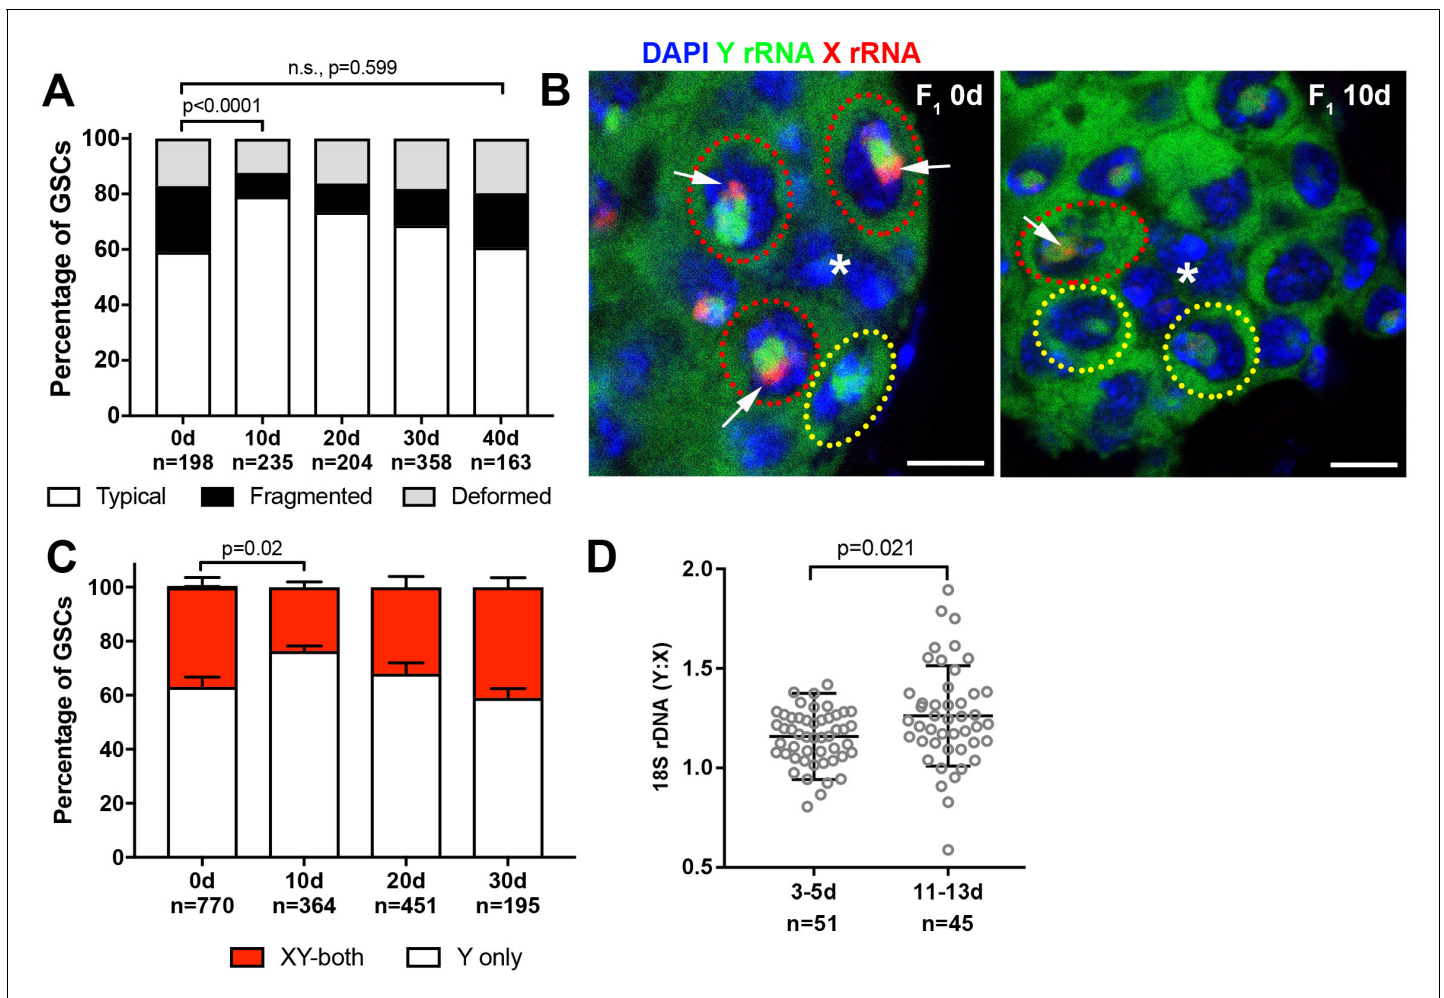 A
n.s., p=0.599
p<0.0001
Percentage of GSCs
100
80
60
40
20
0
0d 10d 20d 30d 40d
n=198 n=235 n=204 n=358 n=163
Typical Fragmented Deformed
B
DAPI Y rRNA X rRNA
F1 0d
*
F1 10d
*
C
p=0.02
Percentage of GSCs
100
80
60
40
20
0
0d 10d 20d 30d
n=770 n=364 n=451 n=195
XY-both Y only
D
p=0.021
18S rDNA (Y:X)
2.0
1.5
1.0
0.5
3-5d 11-13d
n=51 n=45